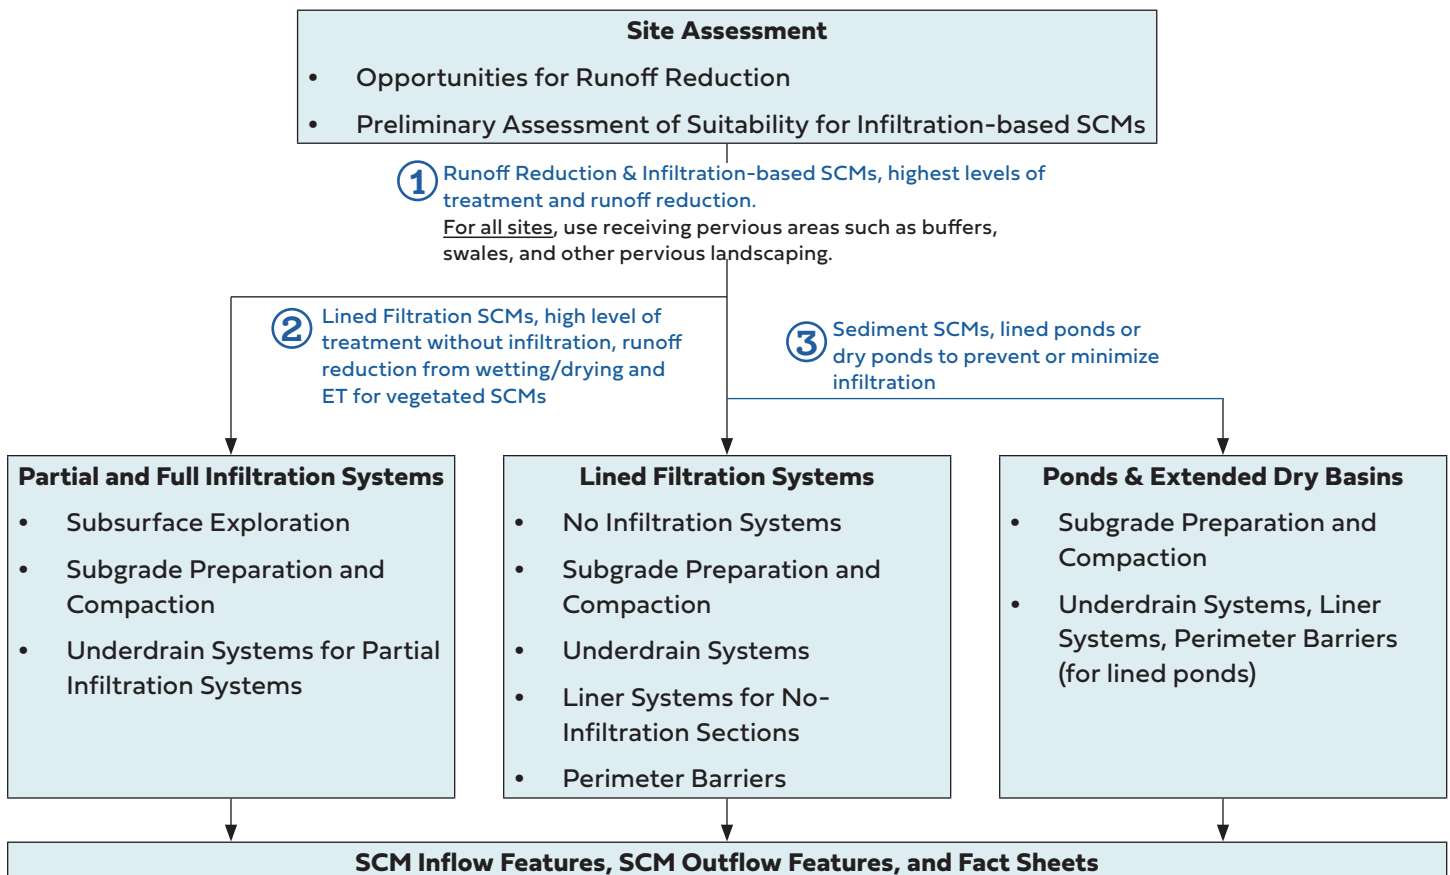 Site Assessment
• Opportunities for Runoff Reduction
• Preliminary Assessment of Suitability for Infiltration-based SCMs
1 Runoff Reduction & Infiltration-based SCMs, highest levels of
treatment and runoff reduction.
For all sites, use receiving pervious areas such as buffers,
swales, and other pervious landscaping.
2 Lined Filtration SCMs, high level of
treatment without infiltration, runoff
reduction from wetting/drying and
ET for vegetated SCMs
3 Sediment SCMs, lined ponds or
dry ponds to prevent or minimize
infiltration
Partial and Full Infiltration Systems
• Subsurface Exploration
• Subgrade Preparation and
Compaction
• Underdrain Systems for Partial
Infiltration Systems
Lined Filtration Systems
• No Infiltration Systems
• Subgrade Preparation and
Compaction
• Underdrain Systems
• Liner Systems for No-
Infiltration Sections
• Perimeter Barriers
Ponds & Extended Dry Basins
• Subgrade Preparation and
Compaction
• Underdrain Systems, Liner
Systems, Perimeter Barriers
(for lined ponds)
SCM Inflow Features, SCM Outflow Features, and Fact Sheets